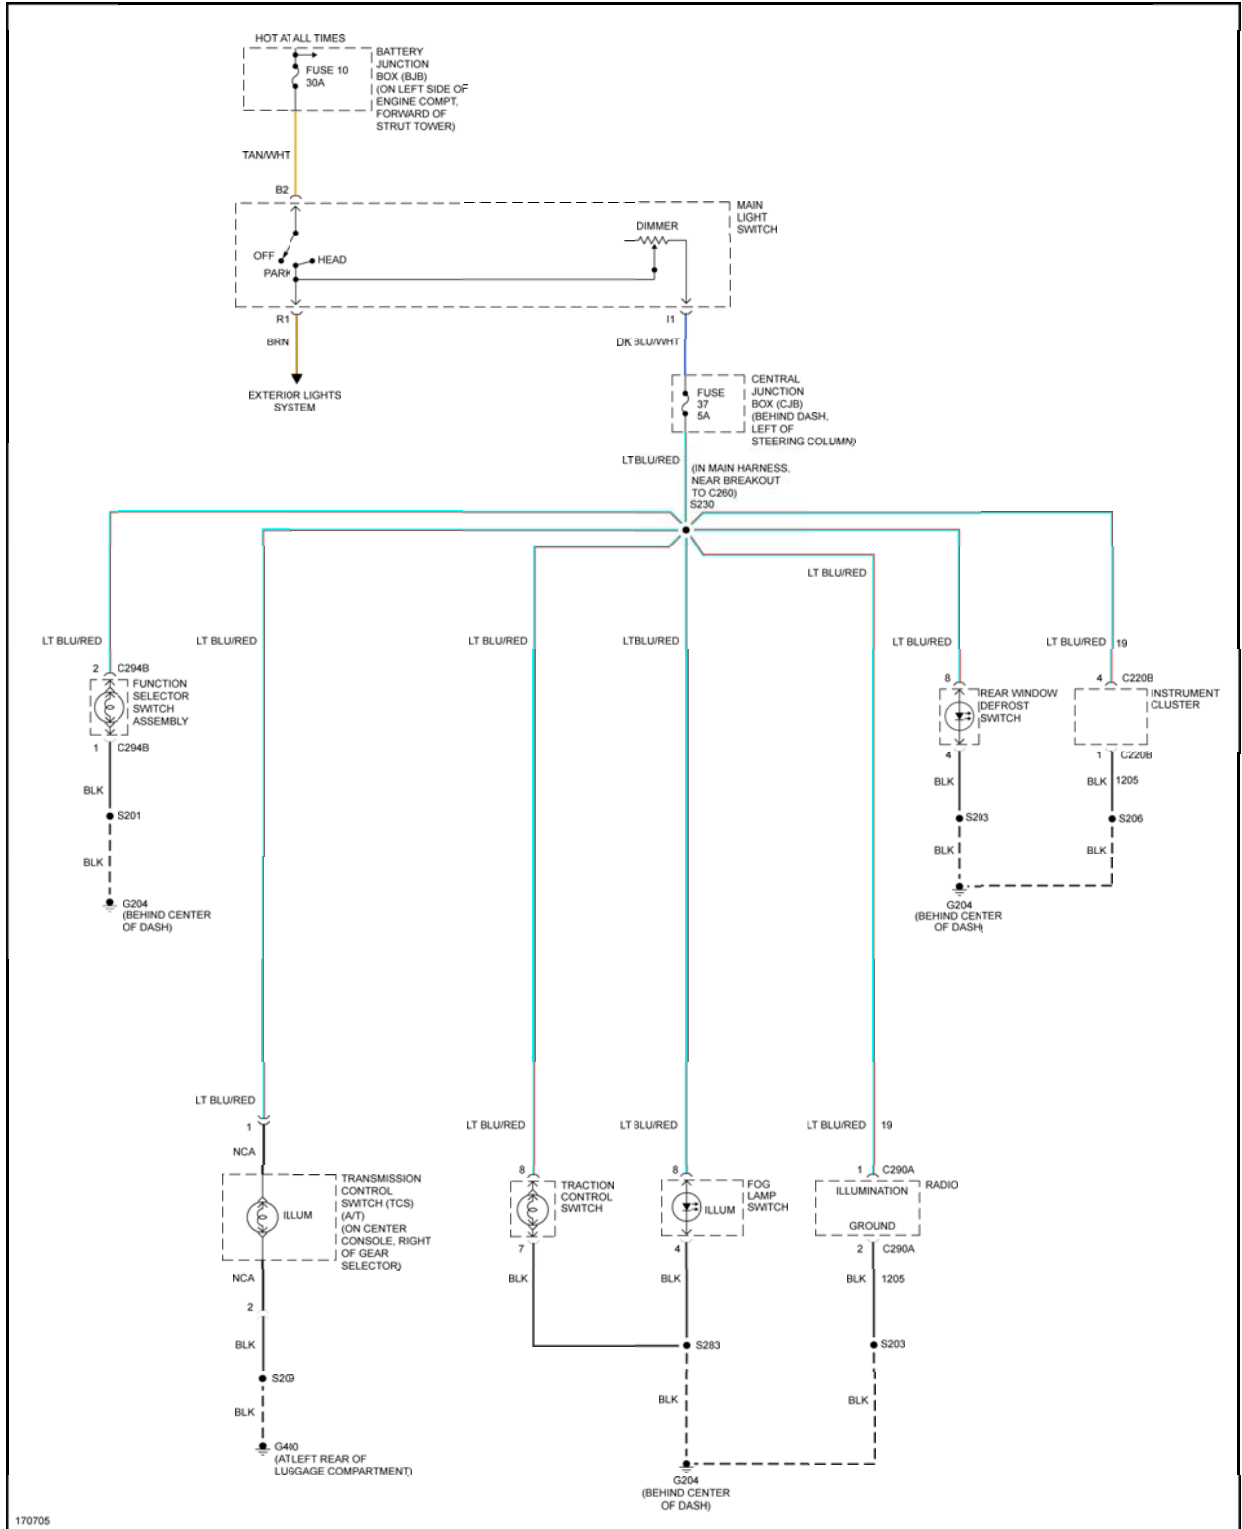 HOT AT ALL TIMES
FUSE 10
30A
BATTERY
JUNCTION
BOX (BJB)
(ON LEFT SIDE OF
ENGINE COMPT,
FORWARD OF
STRUT TOWER)
TAN/WHT
B2
MAIN
LIGHT
SWITCH
DIMMER
OFF
HEAD
PARK
R1
I1
BRN
DK BLU/WHT
EXTERIOR LIGHTS
SYSTEM
FUSE
37
5A
CENTRAL
JUNCTION
BOX (CJB)
(BEHIND DASH,
LEFT OF
STEERING COLUMN)
LT BLU/RED
(IN MAIN HARNESS,
NEAR BREAKOUT
TO C260)
S230
LT BLU/RED
LT BLU/RED
LT BLU/RED
LT BLU/RED
LT BLU/RED
LT BLU/RED
LT BLU/RED
19
2
C294B
FUNCTION
SELECTOR
SWITCH
ASSEMBLY
1
C294B
BLK
S201
BLK
G204
(BEHIND CENTER
OF DASH)
8
REAR WINDOW
DEFROST
SWITCH
4
BLK
S203
BLK
G204
(BEHIND CENTER
OF DASH)
4
C220B
INSTRUMENT
CLUSTER
1
C220B
BLK
1205
S206
BLK
LT BLU/RED
1
NCA
ILLUM
TRANSMISSION
CONTROL
SWITCH (TCS)
(A/T)
(ON CENTER
CONSOLE, RIGHT
OF GEAR
SELECTOR)
NCA
2
BLK
S209
BLK
G400
(AT LEFT REAR OF
LUGGAGE COMPARTMENT)
LT BLU/RED
8
TRACTION
CONTROL
SWITCH
7
BLK
LT BLU/RED
8
ILLUM
FOG
LAMP
SWITCH
4
BLK
S283
BLK
G204
(BEHIND CENTER
OF DASH)
LT BLU/RED
19
1
C290A
ILLUMINATION
RADIO
GROUND
2
C290A
BLK
1205
S203
BLK
170705